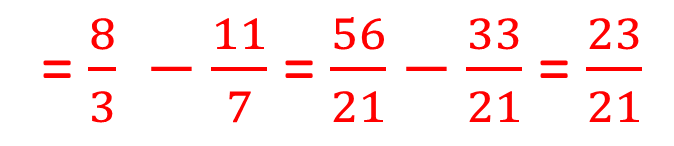 = 8/3 − 11/7 = 56/21 − 33/21 = 23/21